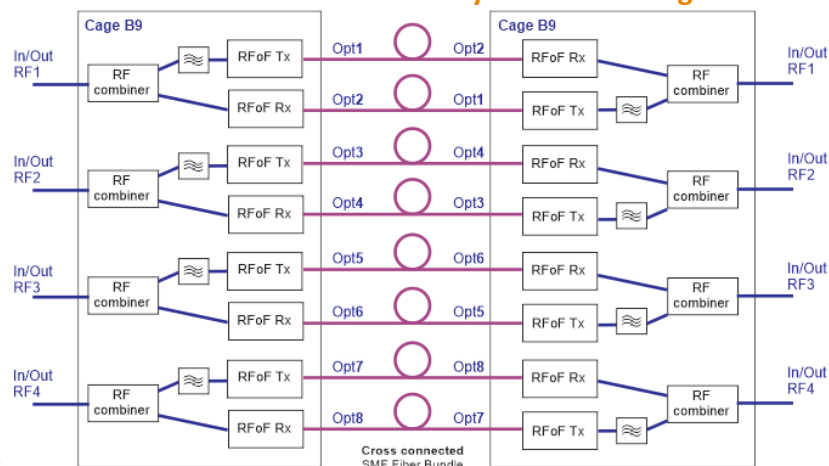 Cage B9
Cage B9
In/Out
RF1
RF
combiner
RFoF Tx
Opt1
Opt2
RFoF Rx
RF
combiner
In/Out
RF1
RFoF Rx
Opt2
Opt1
RFoF Tx
In/Out
RF2
RF
combiner
RFoF Tx
Opt3
Opt4
RFoF Rx
RF
combiner
In/Out
RF2
RFoF Rx
Opt4
Opt3
RFoF Tx
In/Out
RF3
RF
combiner
RFoF Tx
Opt5
Opt6
RFoF Rx
RF
combiner
In/Out
RF3
RFoF Rx
Opt6
Opt5
RFoF Tx
In/Out
RF4
RF
combiner
RFoF Tx
Opt7
Opt8
RFoF Rx
RF
combiner
In/Out
RF4
RFoF Rx
Opt8
Opt7
RFoF Tx
Cross connected
SMF Fiber Bundle